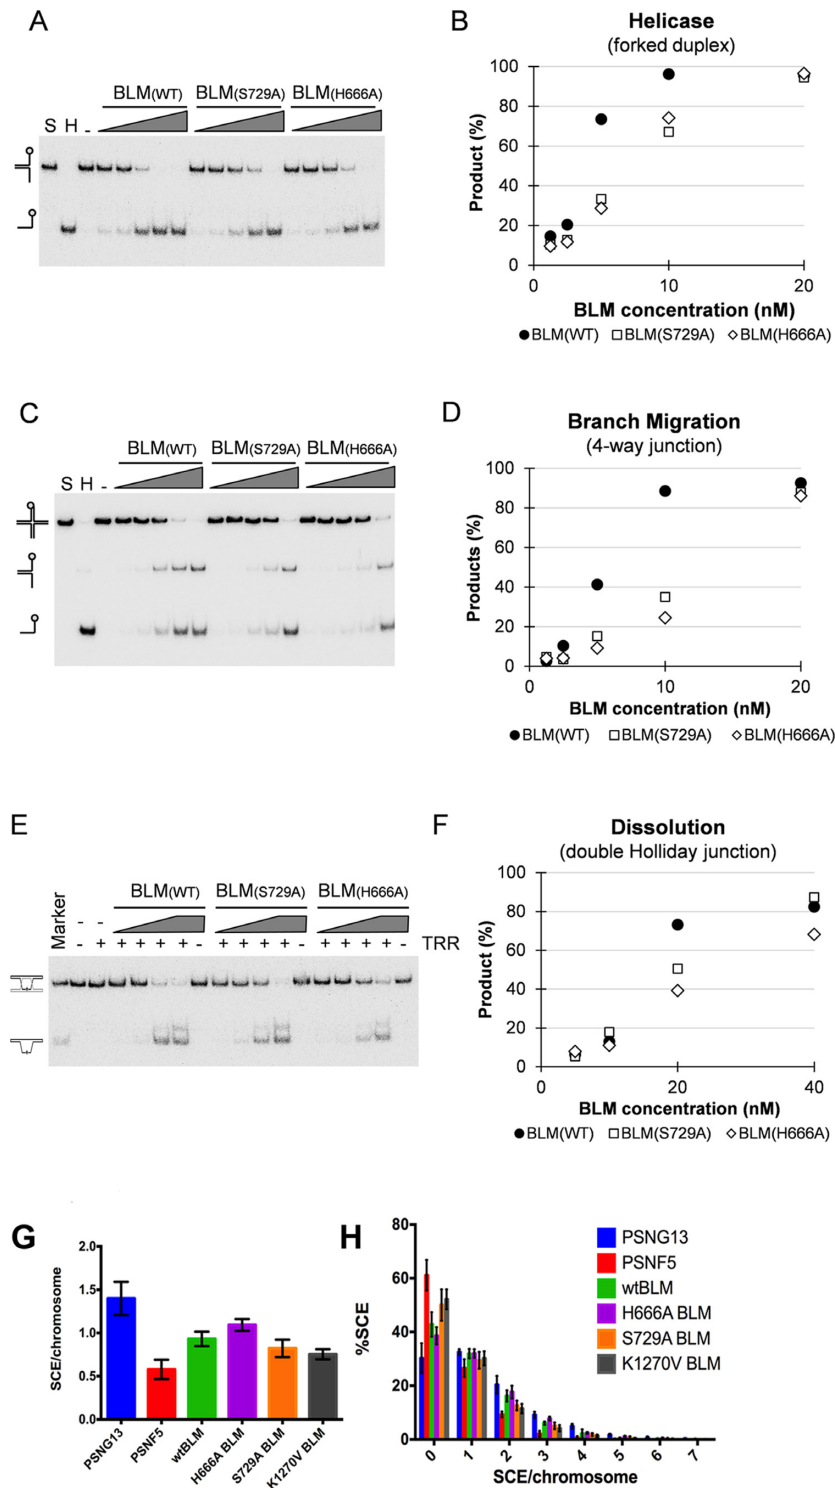 A
BLM(WT) BLM(S729A) BLM(H666A)
S H -
B
Helicase
(forked duplex)
Product (%)
100
80
60
40
20
0
0 10 20
BLM concentration (nM)
BLM(WT) BLM(S729A) BLM(H666A)
C
BLM(WT) BLM(S729A) BLM(H666A)
S H -
D
Branch Migration
(4-way junction)
Products (%)
100
80
60
40
20
0
0 10 20
BLM concentration (nM)
BLM(WT) BLM(S729A) BLM(H666A)
E
BLM(WT) BLM(S729A) BLM(H666A)
Marker - -
- + + + + + - + + + + - + + + + - TRR
F
Dissolution
(double Holliday junction)
Product (%)
100
80
60
40
20
0
0 20 40
BLM concentration (nM)
BLM(WT) BLM(S729A) BLM(H666A)
G
SCE/chromosome
2.0
1.5
1.0
0.5
0.0
PSNG13 PSNF5 wtBLM H666A BLM S729A BLM K1270V BLM
H
%SCE
80
60
40
20
0
0 1 2 3 4 5 6 7
SCE/chromosome
PSNG13
PSNF5
wtBLM
H666A BLM
S729A BLM
K1270V BLM